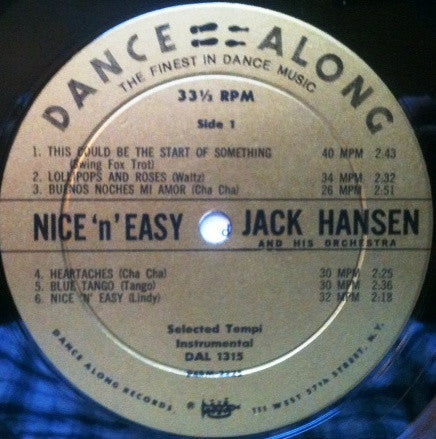 DANCE ALONG
THE FINEST IN DANCE MUSIC
33⅓ RPM
Side 1
1. THIS COULD BE THE START OF SOMETHING 40 MPM 2:43
(Swing Fox Trot)
2. LOLLIPOPS AND ROSES (Waltz) 34 MPM 2:32
3. BUENOS NOCHES MI AMOR (Cha Cha) 26 MPM 2:51
NICE 'n' EASY JACK HANSEN
AND HIS ORCHESTRA
4. HEARTACHES (Cha Cha) 30 MPM 2:25
5. BLUE TANGO (Tango) 30 MPM 2:36
6. NICE 'N' EASY (Lindy) 32 MPM 2:18
Selected Tempi
Instrumental
DAL 1315
DANCE ALONG RECORDS WEST 57th STREET, N.Y.